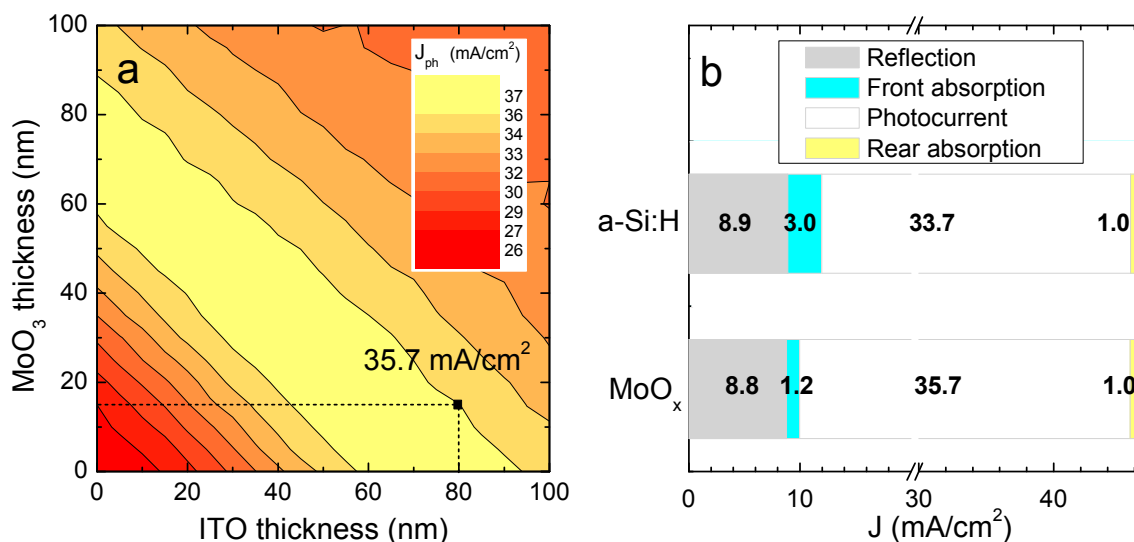 a
J_ph (mA/cm²)
37
36
34
33
32
30
29
27
26
100
80
60
40
20
0
MoO₃ thickness (nm)
35.7 mA/cm²
0 20 40 60 80 100
ITO thickness (nm)
b
Reflection
Front absorption
Photocurrent
Rear absorption
a-Si:H
8.9 3.0 33.7 1.0
MoOₓ
8.8 1.2 35.7 1.0
0 10 30 40
J (mA/cm²)